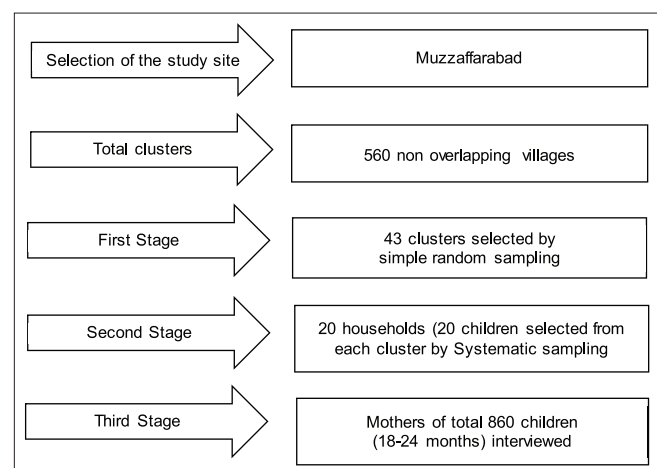 Selection of the study site
Muzzaffarabad
Total clusters
560 non overlapping villages
First Stage
43 clusters selected by
simple random sampling
Second Stage
20 households (20 children selected from
each cluster by Systematic sampling
Third Stage
Mothers of total 860 children
(18-24 months) interviewed